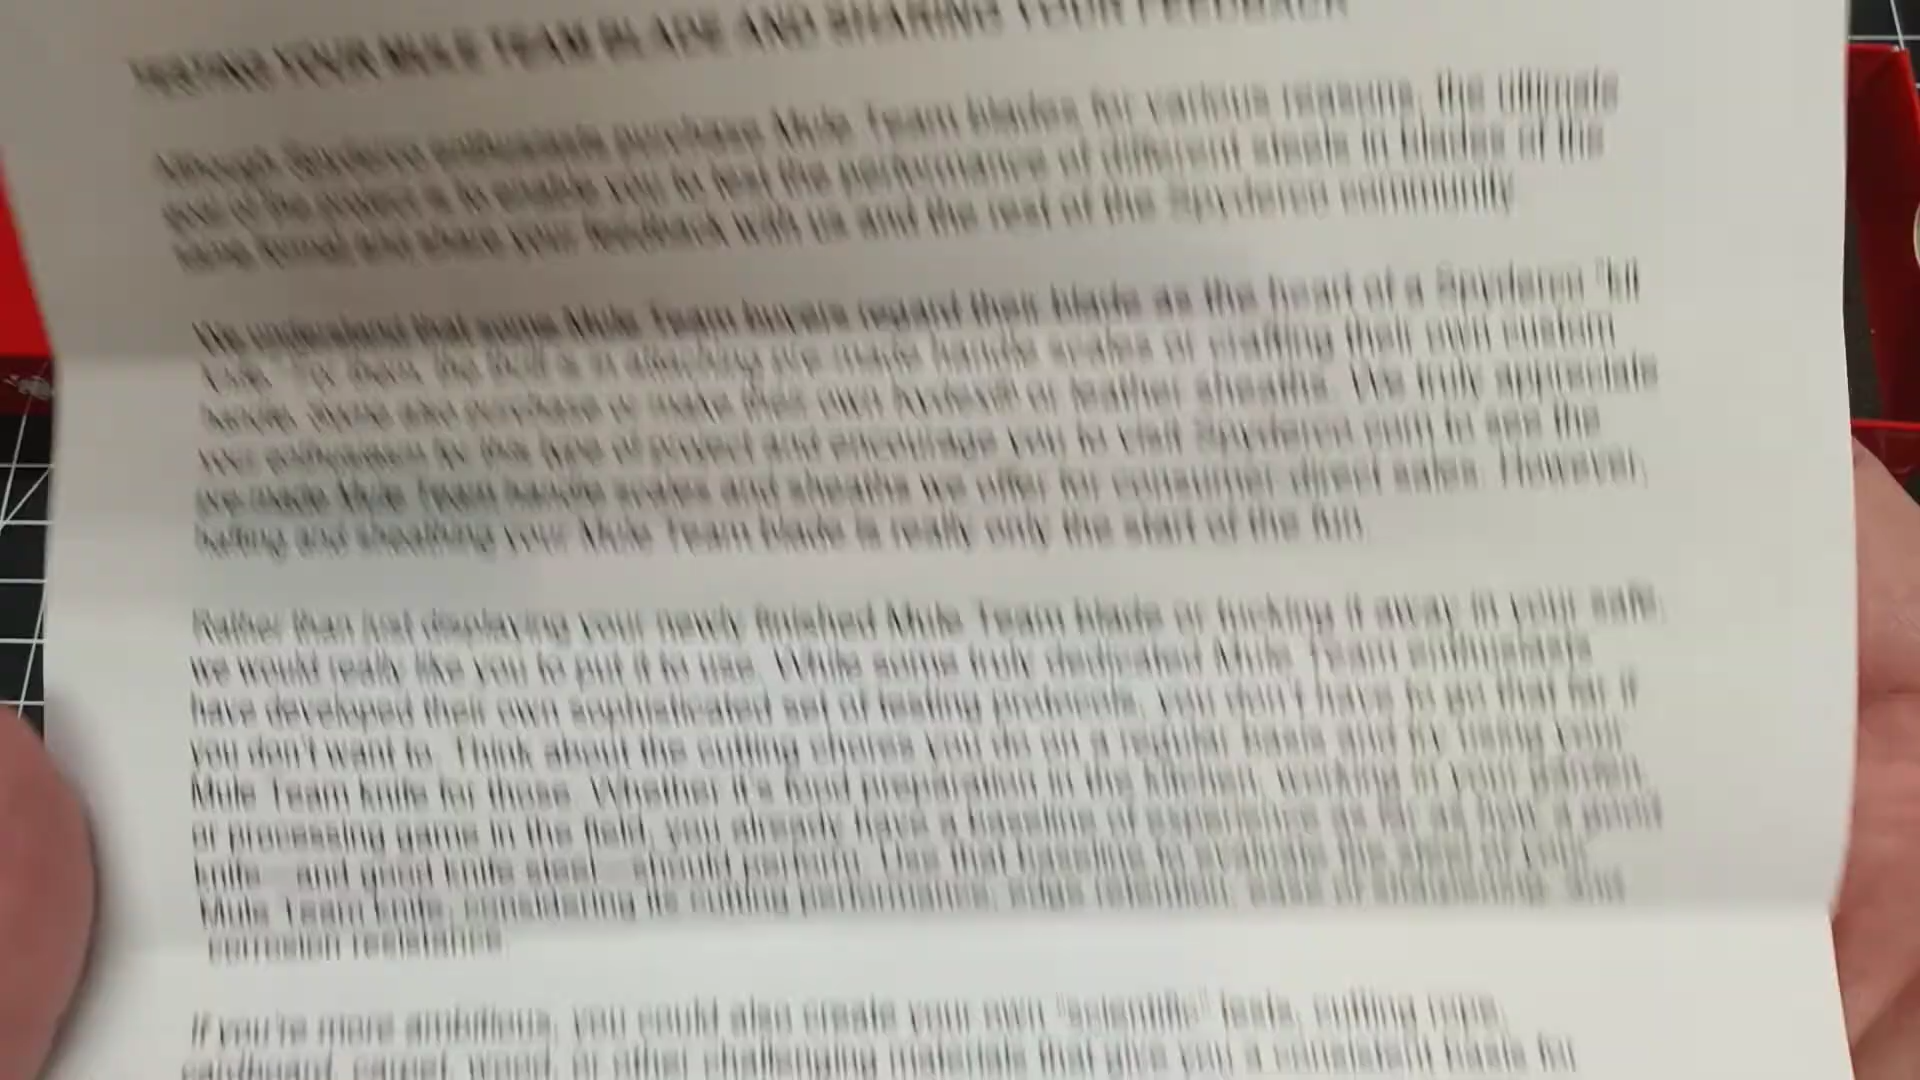 TESTING YOUR MULE TEAM BLADE AND SHARING YOUR FEEDBACK
Although Spyderco enthusiasts purchase Mule Team blades for various reasons, the ultimate
goal of the project is to enable you to test the performance of different steels in blades of the
same format and share your feedback with us and the rest of the Spyderco community.
We understand that some Mule Team buyers regard their blade as the heart of a Spyderco "kit
knife." For them, the thrill is in attaching pre-made handle scales or crafting their own custom
handle. Some also purchase or make their own or leather sheaths. We truly appreciate
your enthusiasm for this type of project and encourage you to visit Spyderco.com to see the
pre-made Mule Team handle scales and sheaths we offer for consumer-direct sales. However,
hafting and sheathing your Mule Team blade is really only the start of the fun.
Rather than just displaying your newly finished Mule Team blade or tucking it away in your safe,
we would really like you to put it to use. While some truly dedicated Mule Team enthusiasts
have developed their own sophisticated set of testing protocols, you don't have to go that far if
you don't want to. Think about the cutting chores you do on a regular basis and try using your
Mule Team knife for those. Whether it's food preparation in the kitchen, working in your garden,
or processing game in the field, you already have a baseline of experience as far as how a good
knife—and good knife steel—should perform. Use that baseline to evaluate the steel of your
Mule Team knife, considering its cutting performance, edge retention, ease of sharpening, and
corrosion resistance.
If you're more ambitious, you could also create your own "scientific" tests, cutting rope,
cardboard, carpet, wood, or other challenging materials that give you a consistent basis for